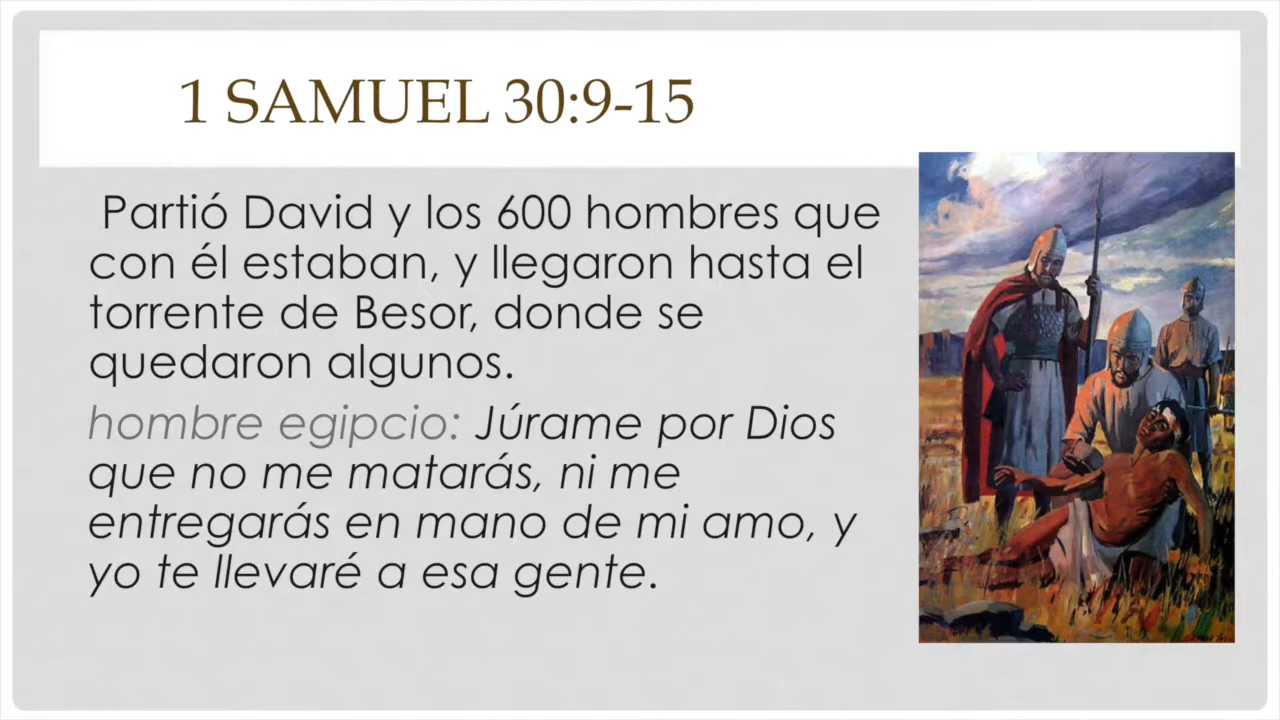 1 SAMUEL 30:9-15
Partió David y los 600 hombres que
con él estaban, y llegaron hasta el
torrente de Besor, donde se
quedaron algunos.
hombre egipcio: Júrame por Dios
que no me matarás, ni me
entregarás en mano de mi amo, y
yo te llevaré a esa gente.